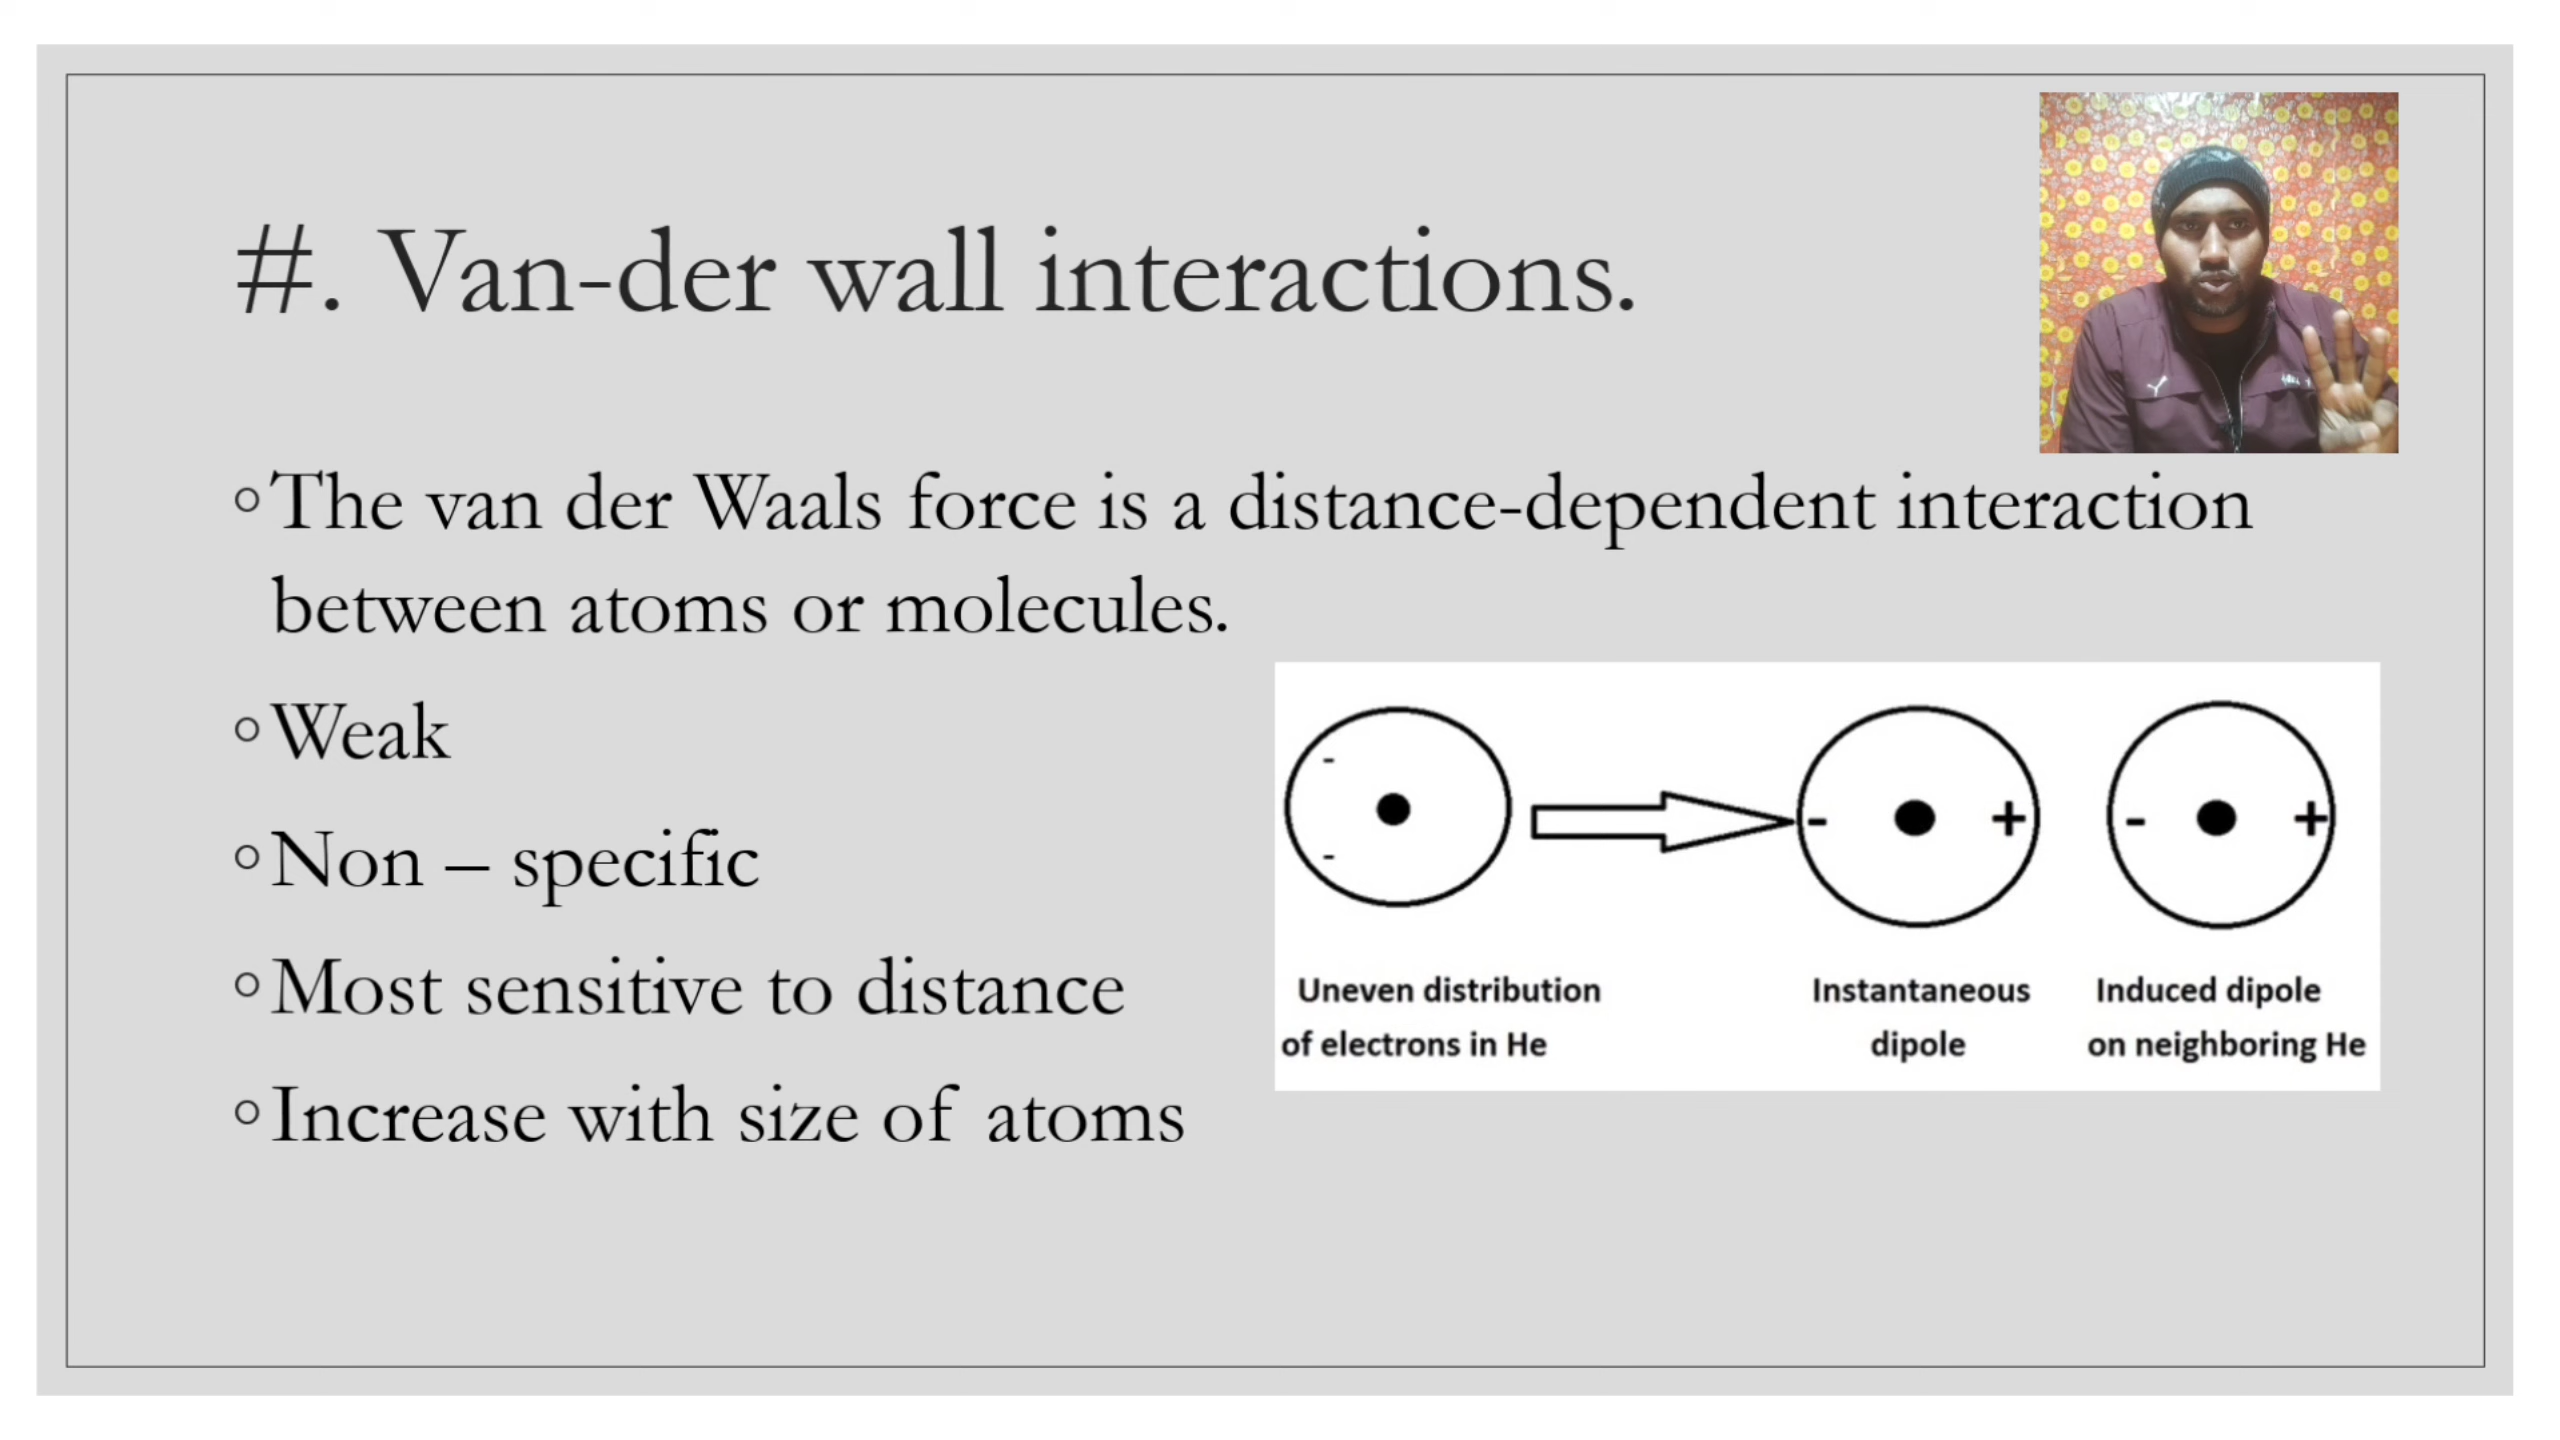 #. Van-der wall interactions.
The van der Waals force is a distance-dependent interaction
between atoms or molecules.
Weak
Non – specific
Most sensitive to distance
Increase with size of atoms
- 
-
- +
- +
Uneven distribution
of electrons in He
Instantaneous
dipole
Induced dipole
on neighboring He